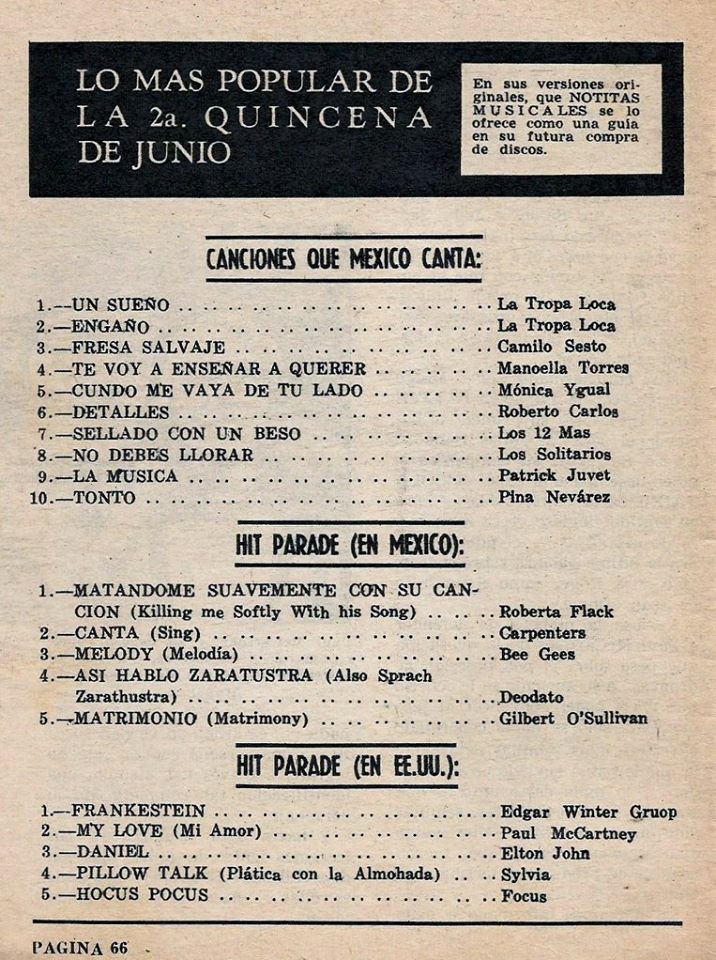 LO MAS POPULAR DE
LA 2a. QUINCENA
DE JUNIO
En sus versiones ori-
ginales, que NOTITAS
MUSICALES se lo
ofrece como una guía
en su futura compra
de discos.
CANCIONES QUE MEXICO CANTA:
1.—UN SUEÑO .. .. .. .. .. .. .. .. .. .. .. .. La Tropa Loca
2.—ENGAÑO .. .. .. .. .. .. .. .. .. .. .. .. .. La Tropa Loca
3.—FRESA SALVAJE .. .. .. .. .. .. .. .. .. .. Camilo Sesto
4.—TE VOY A ENSEÑAR A QUERER .. .. .. .. .. Manoella Torres
5.—CUNDO ME VAYA DE TU LADO .. .. .. .. .. Mónica Ygual
6.—DETALLES .. .. .. .. .. .. .. .. .. .. .. .. Roberto Carlos
7.—SELLADO CON UN BESO .. .. .. .. .. .. .. Los 12 Mas
8.—NO DEBES LLORAR .. .. .. .. .. .. .. .. .. Los Solitarios
9.—LA MUSICA .. .. .. .. .. .. .. .. .. .. .. .. Patrick Juvet
10.—TONTO .. .. .. .. .. .. .. .. .. .. .. .. .. Pina Nevárez
HIT PARADE (EN MEXICO):
1.—MATANDOME SUAVEMENTE CON SU CAN-
CION (Killing me Softly With his Song) .. .. .. Roberta Flack
2.—CANTA (Sing) .. .. .. .. .. .. .. .. .. .. .. Carpenters
3.—MELODY (Melodía) .. .. .. .. .. .. .. .. .. Bee Gees
4.—ASI HABLO ZARATUSTRA (Also Sprach
Zarathustra) .. .. .. .. .. .. .. .. .. .. .. .. Deodato
5.—MATRIMONIO (Matrimony) .. .. .. .. .. .. .. Gilbert O'Sullivan
HIT PARADE (EN EE.UU.):
1.—FRANKESTEIN .. .. .. .. .. .. .. .. .. .. .. Edgar Winter Gruop
2.—MY LOVE (Mi Amor) .. .. .. .. .. .. .. .. .. Paul McCartney
3.—DANIEL .. .. .. .. .. .. .. .. .. .. .. .. .. Elton John
4.—PILLOW TALK (Plática con la Almohada) .. .. Sylvia
5.—HOCUS POCUS .. .. .. .. .. .. .. .. .. .. .. Focus
PAGINA 66